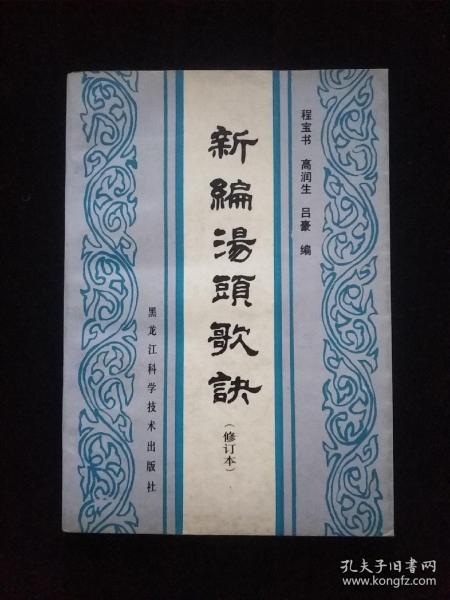 程宝书 高润生 吕豪 编
新編湯頭歌訣
（修订本）
黑龙江科学技术出版社
孔夫子旧书网
www.kongfz.com